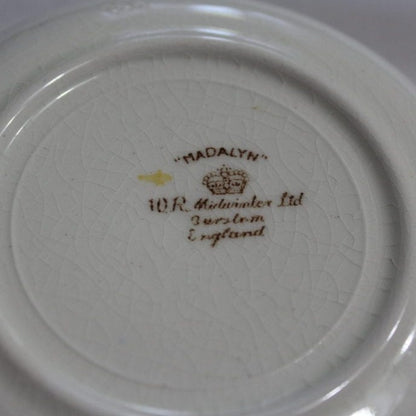 "MADALYN"
W.R. Midwinter Ltd
Burslem
England